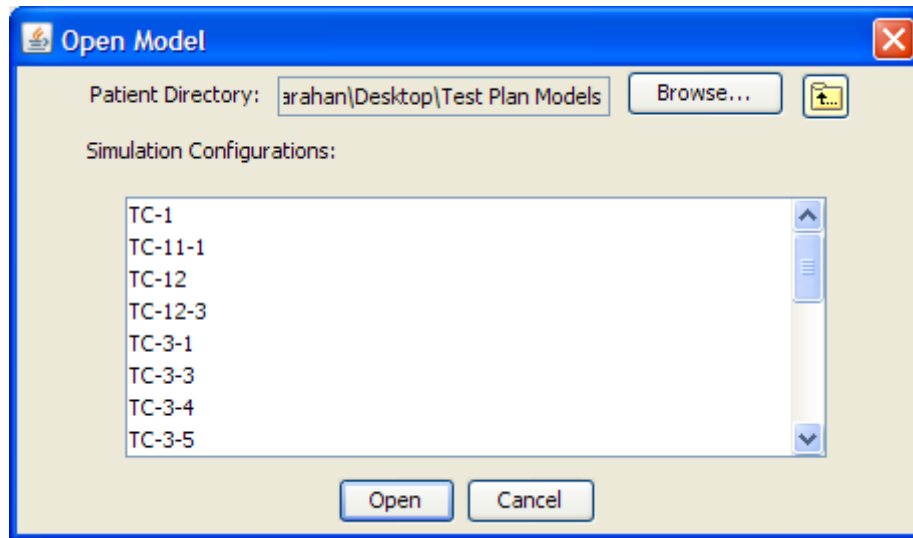 Open Model
Patient Directory: arahan\Desktop\Test Plan Models Browse...
Simulation Configurations:
TC-1
TC-11-1
TC-12
TC-12-3
TC-3-1
TC-3-3
TC-3-4
TC-3-5
Open Cancel